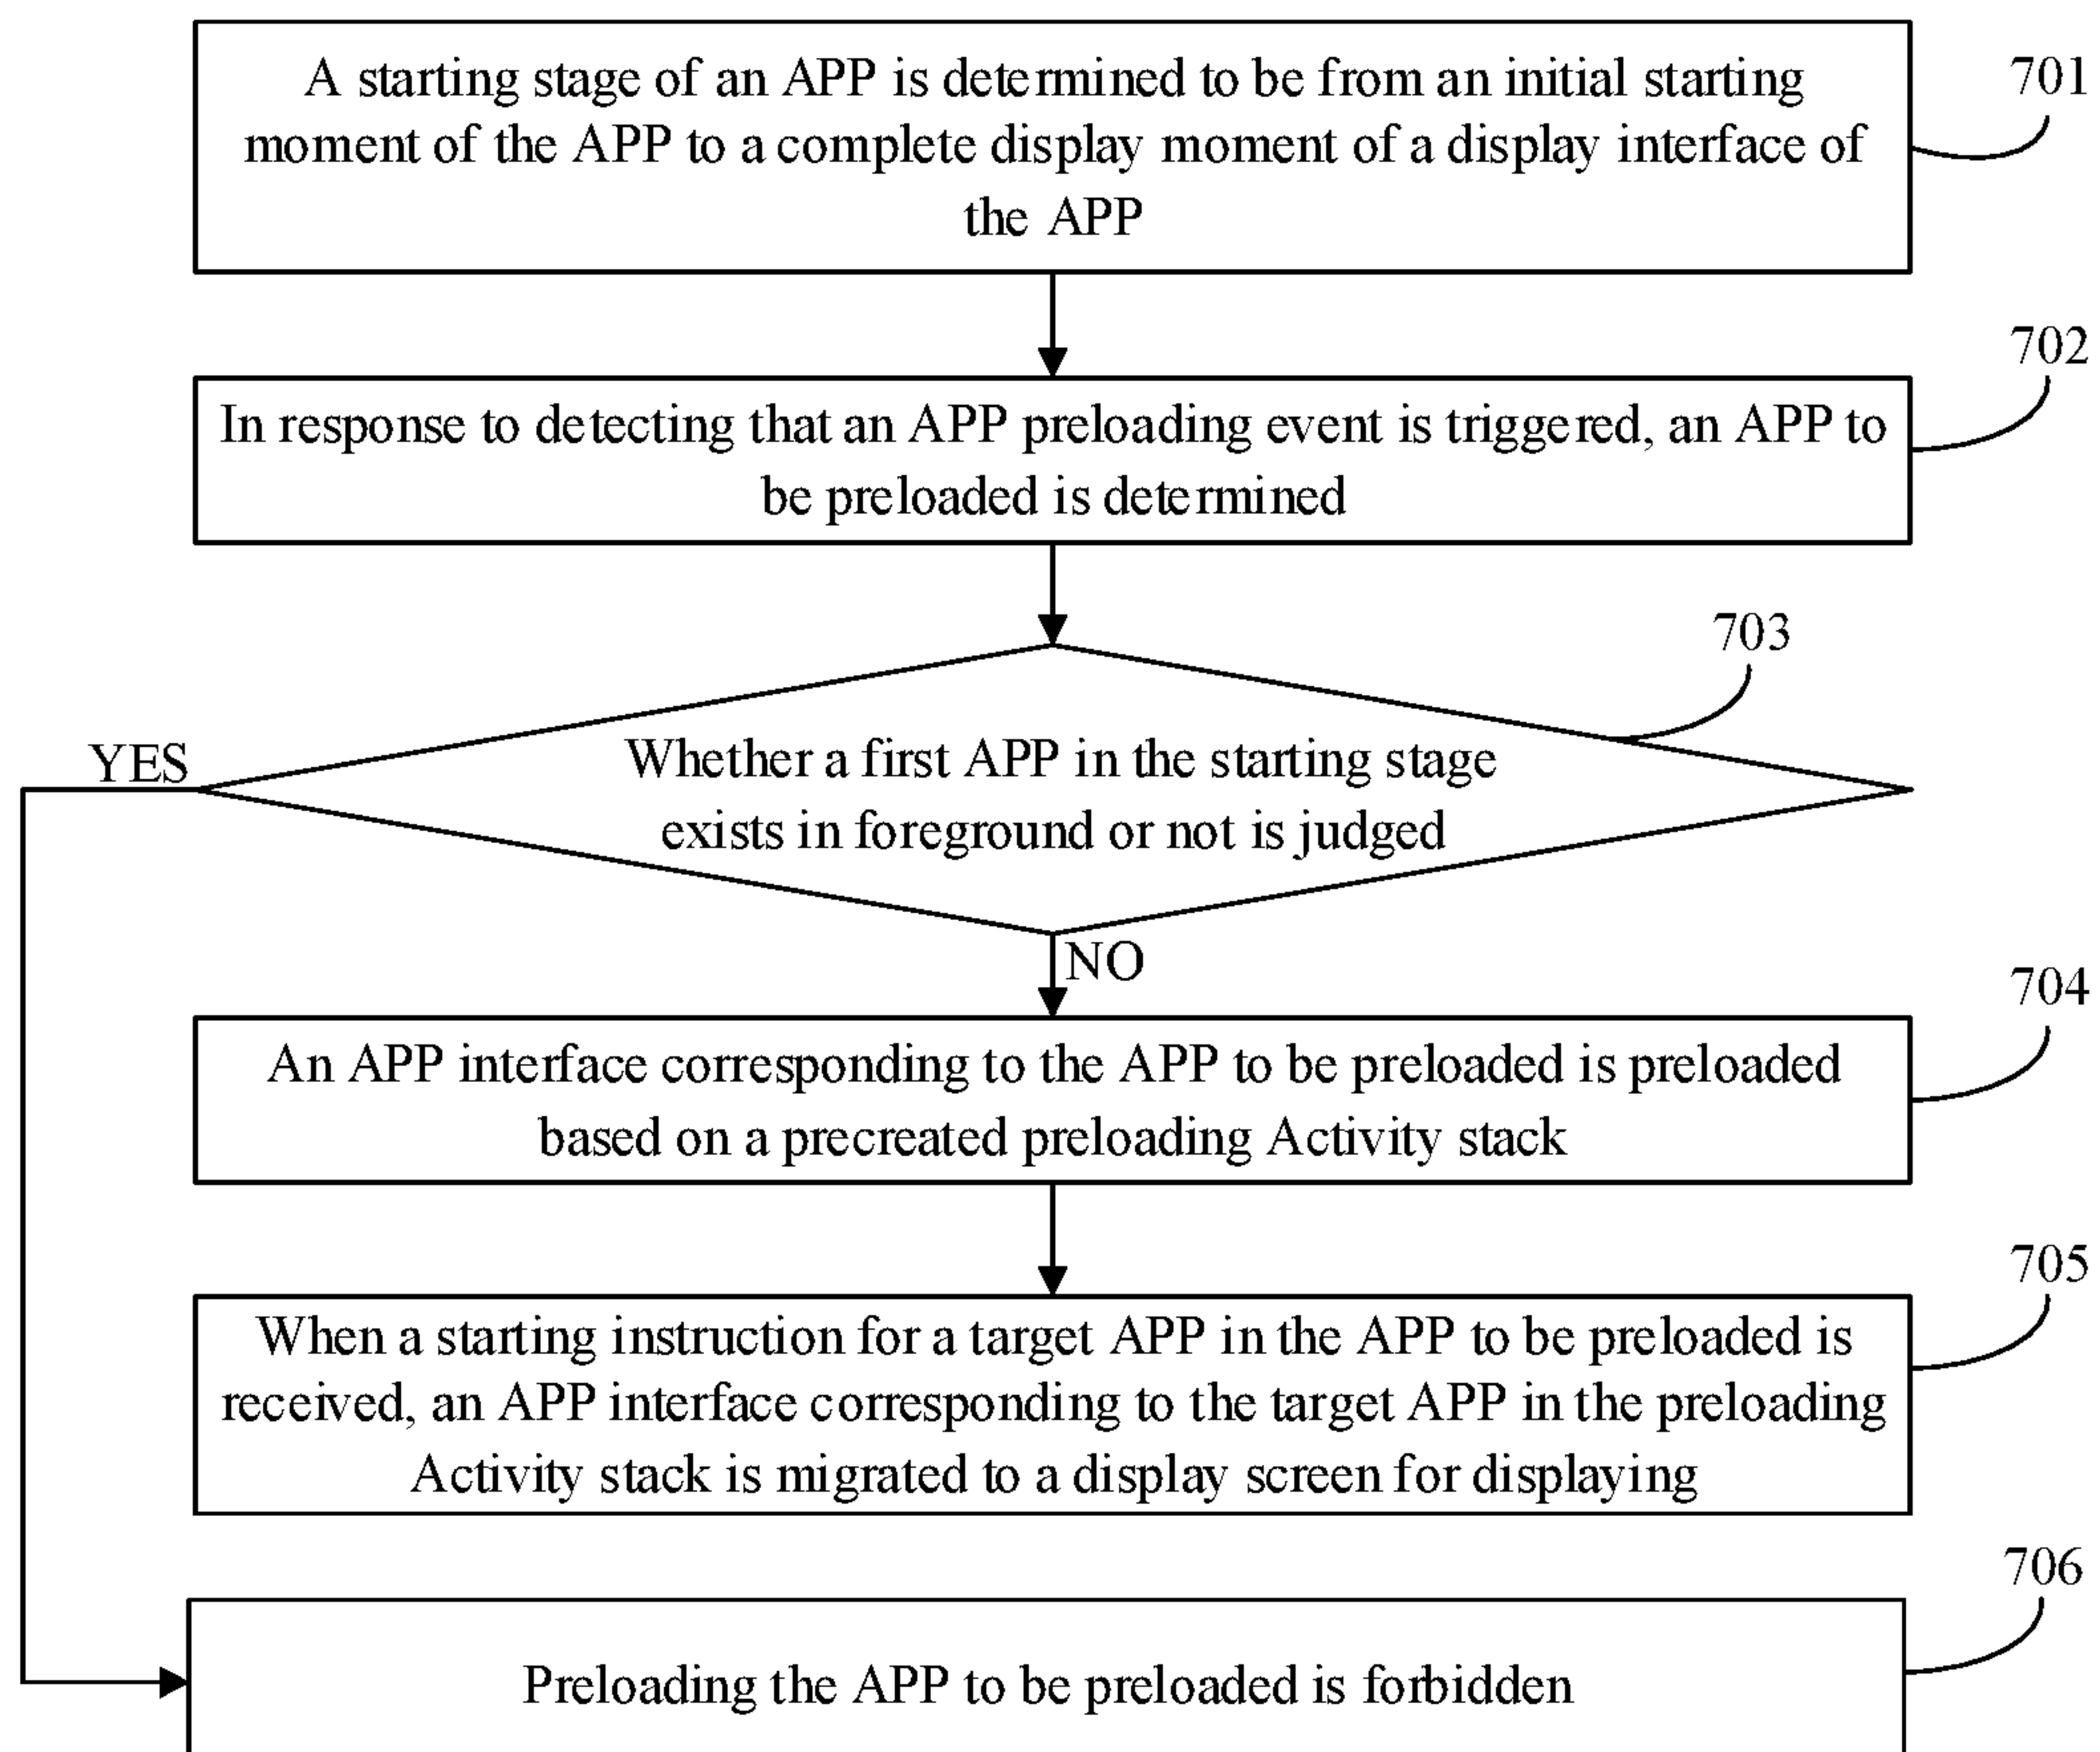 A starting stage of an APP is determined to be from an initial starting
moment of the APP to a complete display moment of a display interface of
the APP
701
In response to detecting that an APP preloading event is triggered, an APP to
be preloaded is determined
702
703
Whether a first APP in the starting stage
exists in foreground or not is judged
YES
NO
An APP interface corresponding to the APP to be preloaded is preloaded
based on a precreated preloading Activity stack
704
When a starting instruction for a target APP in the APP to be preloaded is
received, an APP interface corresponding to the target APP in the preloading
Activity stack is migrated to a display screen for displaying
705
Preloading the APP to be preloaded is forbidden
706